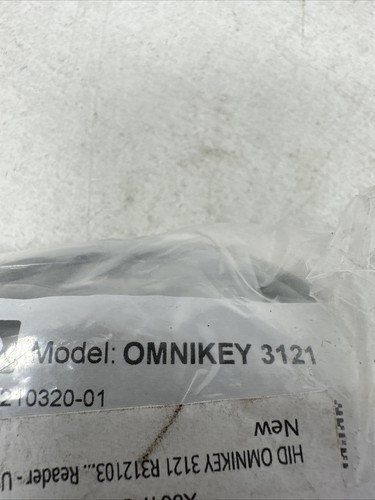 Model: OMNIKEY 3121
210320-01
New
HID OMNIKEY 3121 R312103... Reader - U